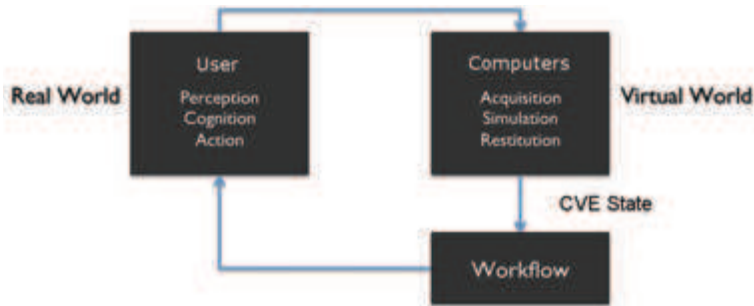 User
Perception
Cognition
Action
Real World
Computers
Acquisition
Simulation
Restitution
Virtual World
CVE State
Workflow